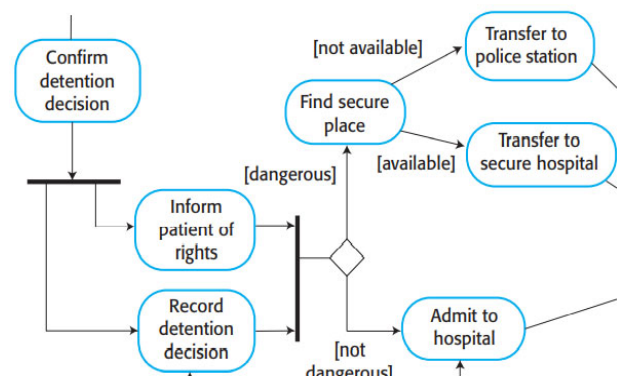 Confirm
detention
decision
[not available]
Transfer to
police station
Find secure
place
Transfer to
secure hospital
[available]
[dangerous]
Inform
patient of
rights
Record
detention
decision
Admit to
hospital
[not
dangerous]